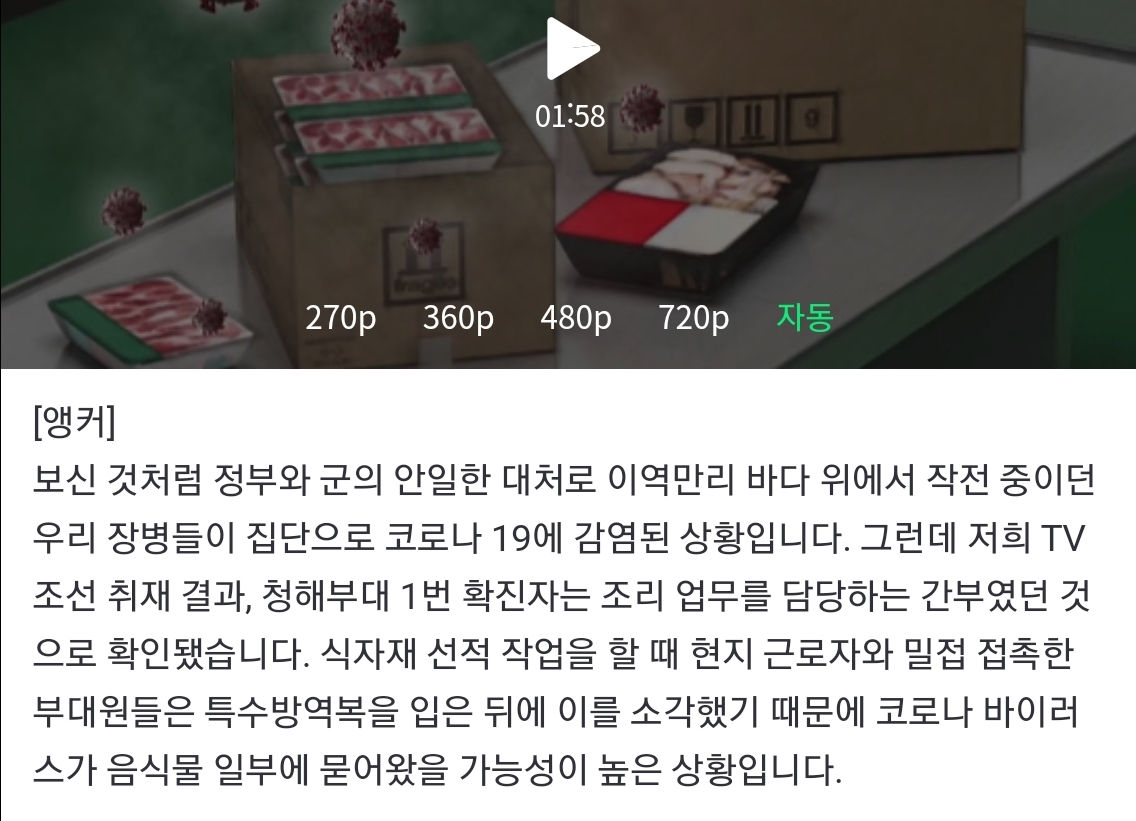 01:58
fragile
270p 360p 480p 720p 자동
[앵커]
보신 것처럼 정부와 군의 안일한 대처로 이역만리 바다 위에서 작전 중이던
우리 장병들이 집단으로 코로나 19에 감염된 상황입니다. 그런데 저희 TV
조선 취재 결과, 청해부대 1번 확진자는 조리 업무를 담당하는 간부였던 것
으로 확인됐습니다. 식자재 선적 작업을 할 때 현지 근로자와 밀접 접촉한
부대원들은 특수방역복을 입은 뒤에 이를 소각했기 때문에 코로나 바이러
스가 음식물 일부에 묻어왔을 가능성이 높은 상황입니다.